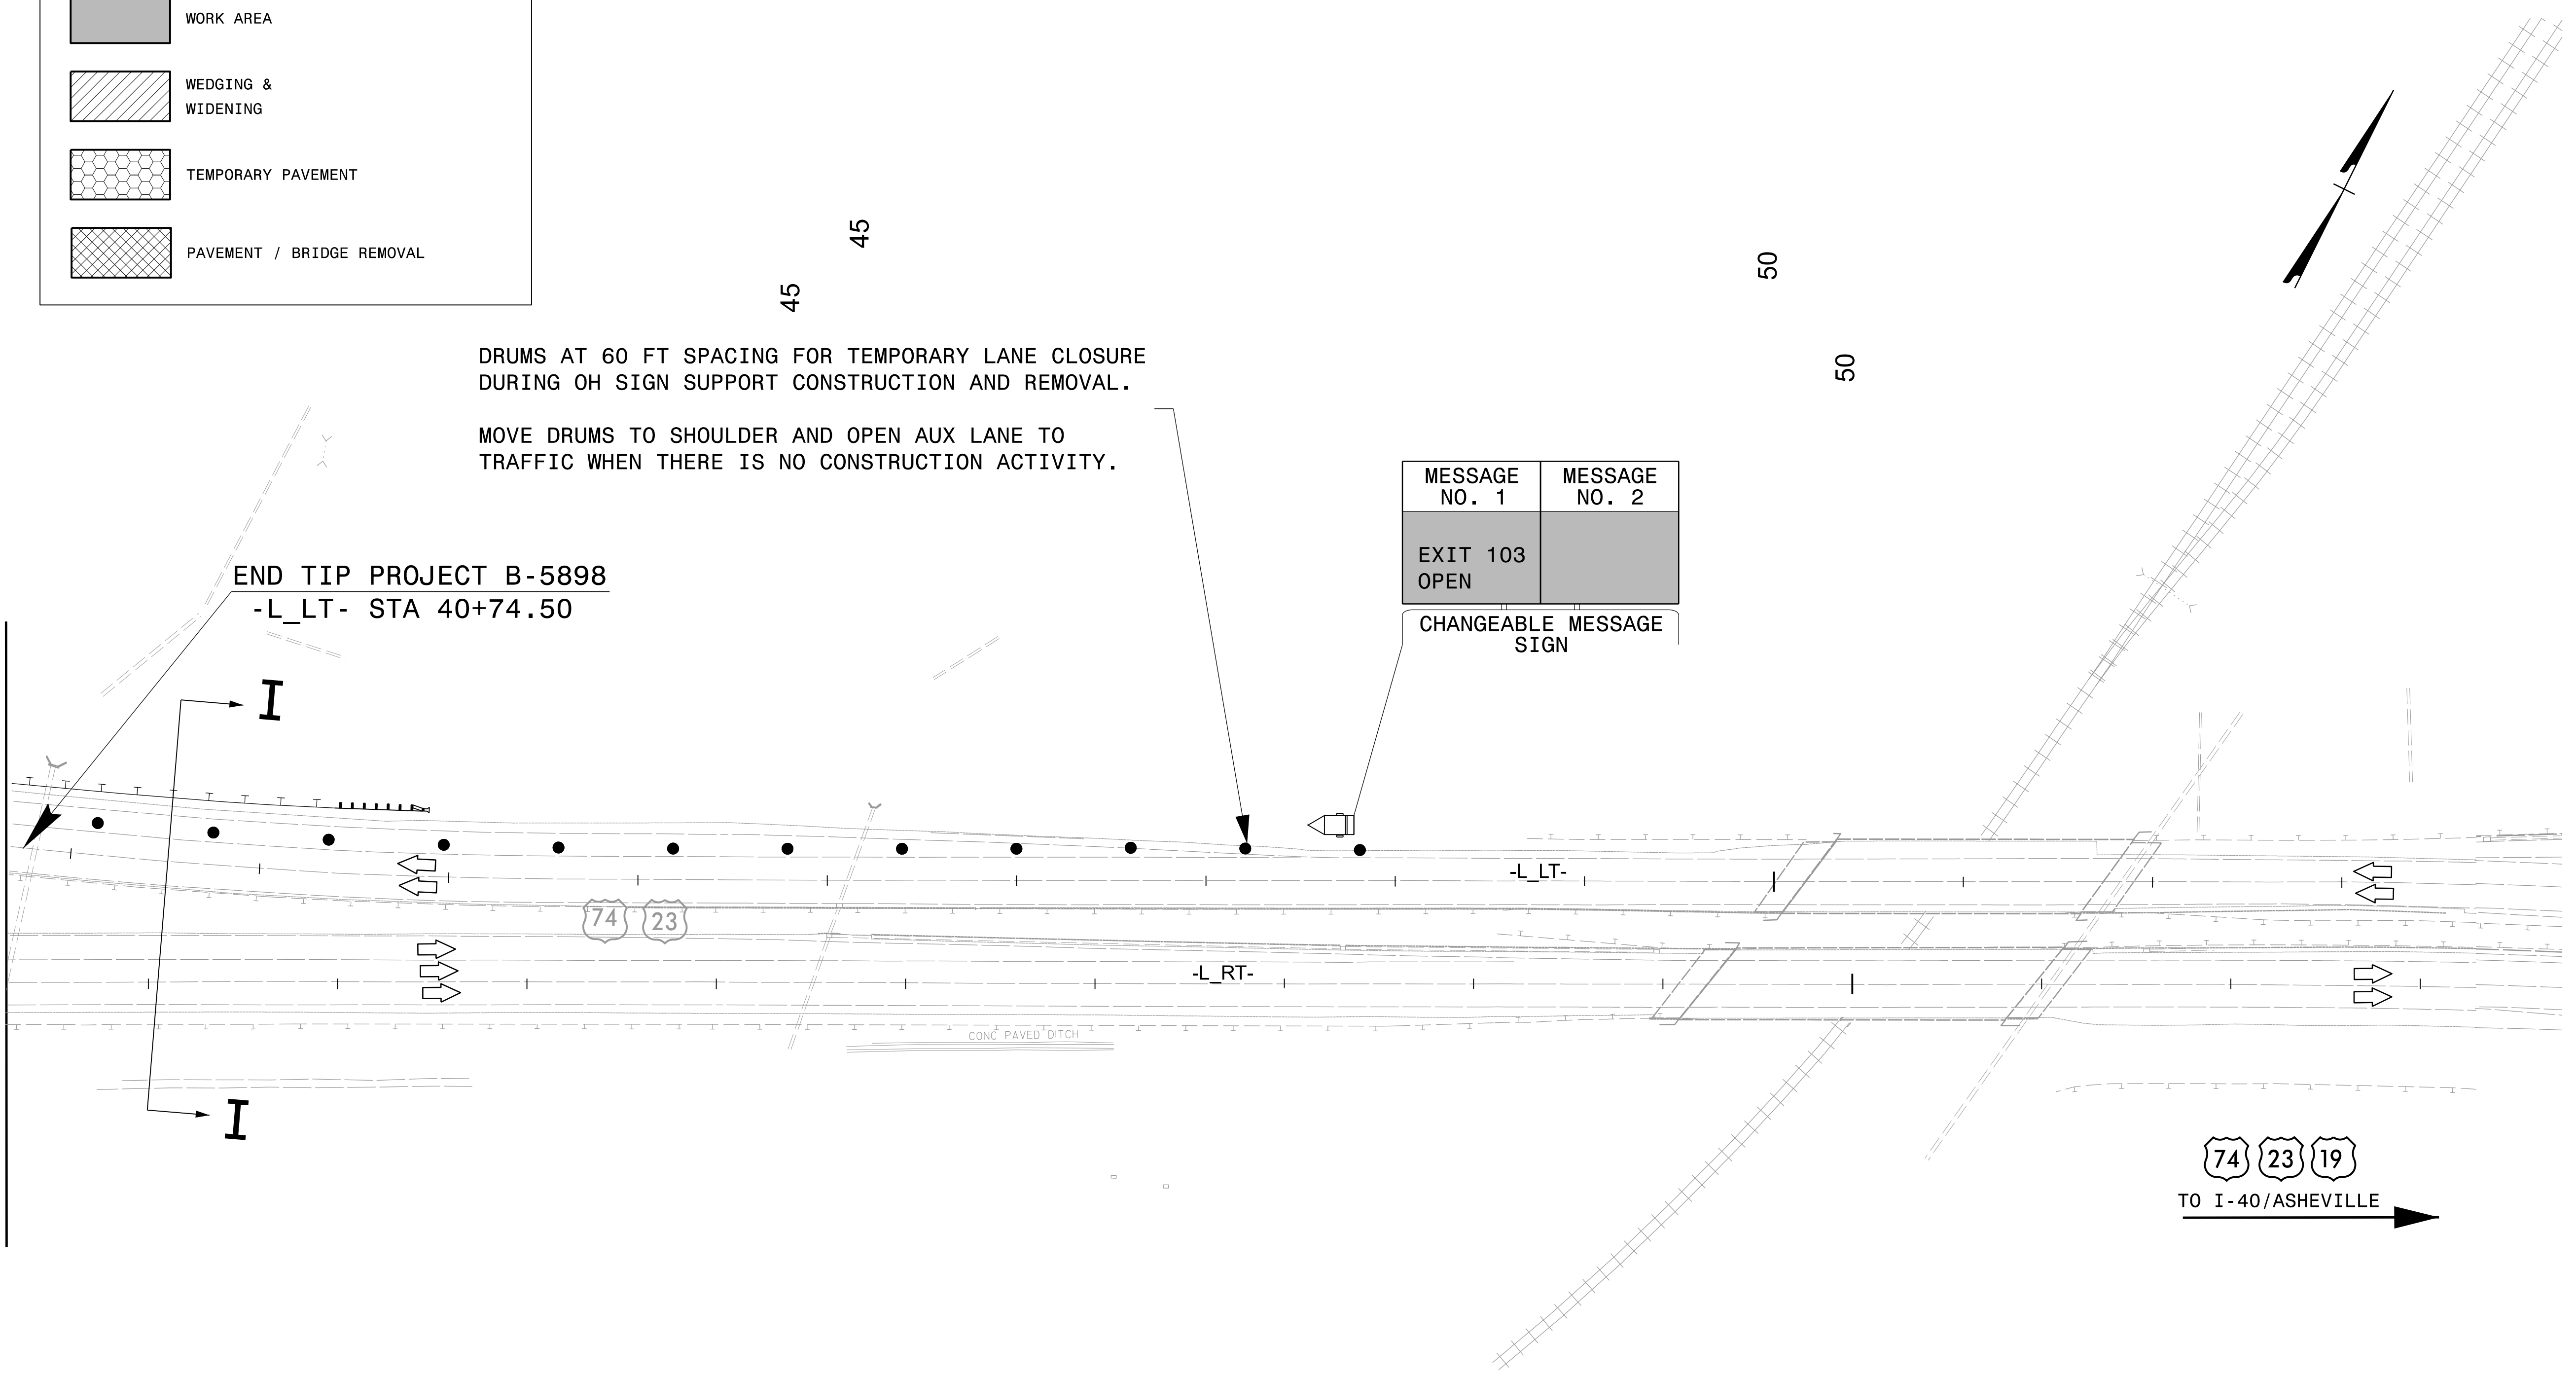 WORK AREA
WEDGING &
WIDENING
TEMPORARY PAVEMENT
PAVEMENT / BRIDGE REMOVAL
45
45
50
50
DRUMS AT 60 FT SPACING FOR TEMPORARY LANE CLOSURE
DURING OH SIGN SUPPORT CONSTRUCTION AND REMOVAL.
MOVE DRUMS TO SHOULDER AND OPEN AUX LANE TO
TRAFFIC WHEN THERE IS NO CONSTRUCTION ACTIVITY.
MESSAGE
NO. 1
MESSAGE
NO. 2
EXIT 103
OPEN
CHANGEABLE MESSAGE
SIGN
END TIP PROJECT B-5898
-L_LT- STA 40+74.50
I
-L_LT-
74 23
-L_RT-
CONC PAVED DITCH
I
74 23 19
TO I-40/ASHEVILLE